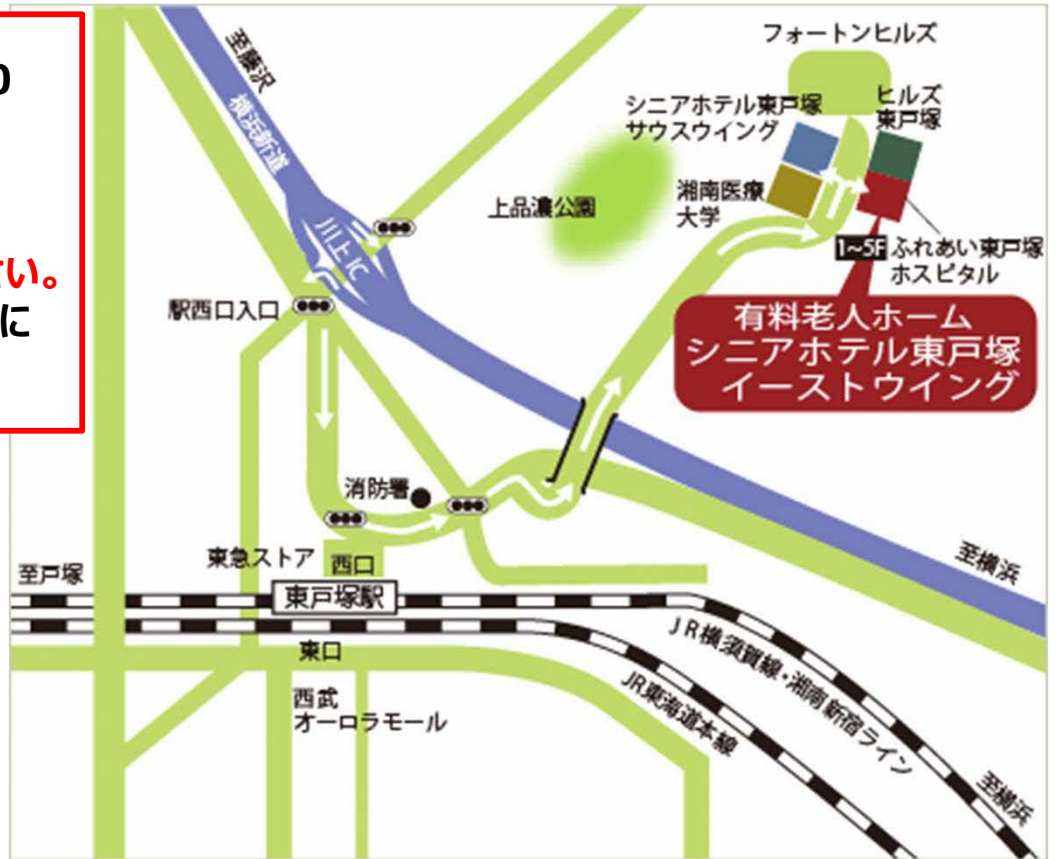 り
い。
に
至藤沢
横浜新道
川上IC
駅西口入口
上品濃公園
フォートンヒルズ
シニアホテル東戸塚
サウスウイング
ヒルズ
東戸塚
湘南医療
大学
1~5F ふれあい東戸塚
ホスピタル
有料老人ホーム
シニアホテル東戸塚
イーストウイング
消防署
東急ストア
西口
至戸塚
東戸塚駅
東口
西武
オーロラモール
至横浜
JR横須賀線・湘南新宿ライン
JR東海道本線
至横浜